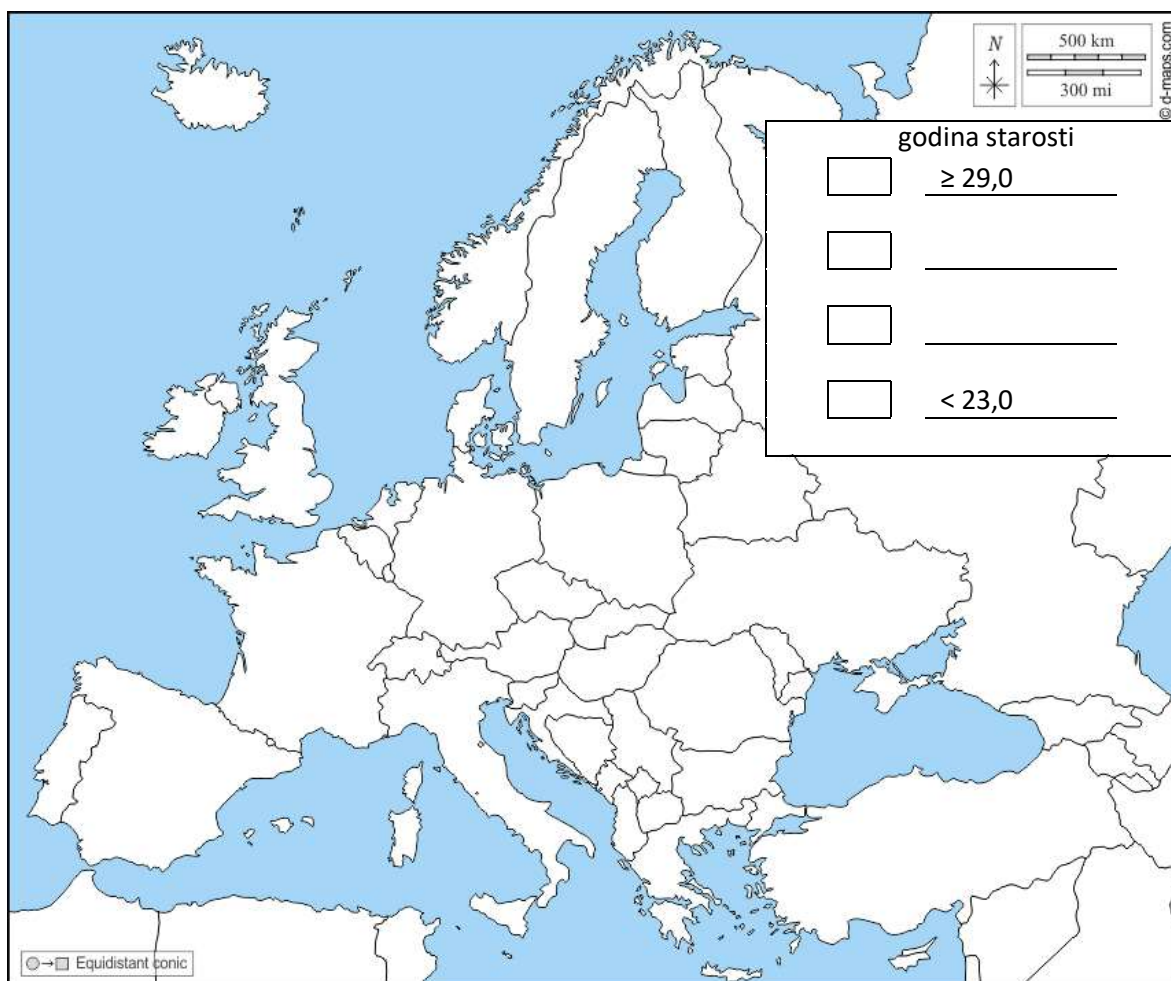 N
500 km
300 mi
© d-maps.com
godina starosti
≥ 29,0
< 23,0
Equidistant conic